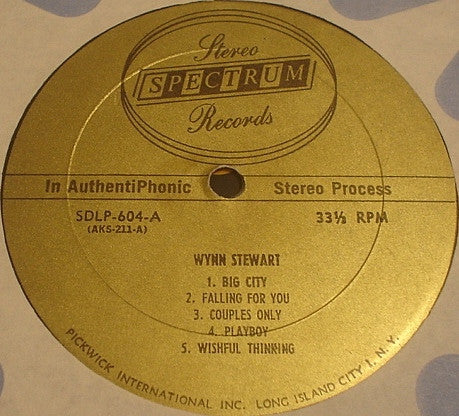 Stereo
SPECTRUM
Records
In AuthentiPhonic Stereo Process
SDLP-604-A 33⅓ RPM
(AKS-211-A)
WYNN STEWART
1. BIG CITY
2. FALLING FOR YOU
3. COUPLES ONLY
4. PLAYBOY
5. WISHFUL THINKING
PICKWICK INTERNATIONAL INC. LONG ISLAND CITY 1, N. Y.